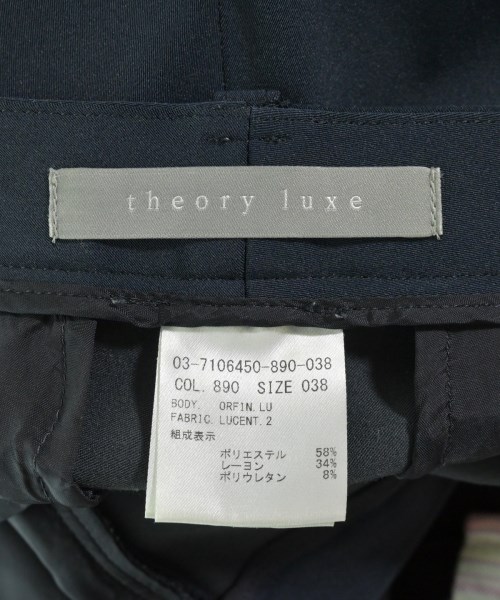 theory luxe
03-7106450-890-038
COL. 890 SIZE 038
BODY. ORFIN.LU
FABRIC. LUCENT.2
組成表示
ポリエステル 58%
レーヨン 34%
ポリウレタン 8%